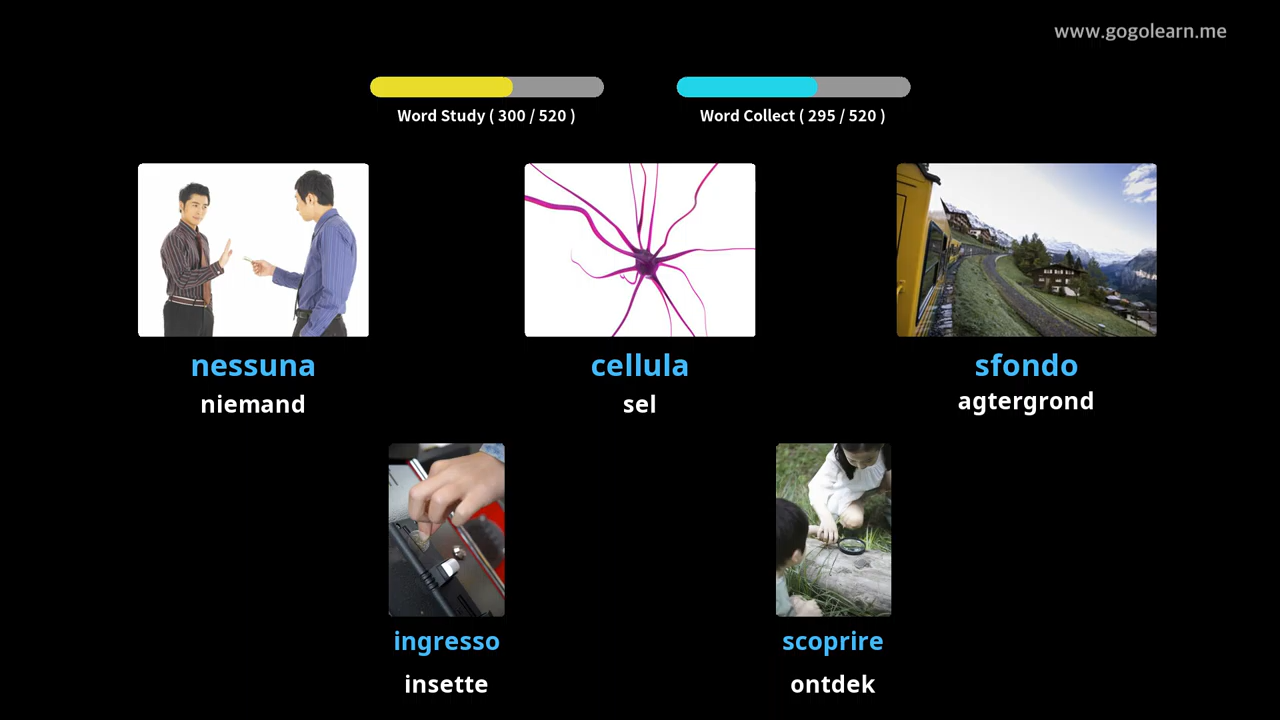 www.gogolearn.me
Word Study ( 300 / 520 )
Word Collect ( 295 / 520 )
nessuna
niemand
cellula
sel
sfondo
agtergrond
ingresso
insette
scoprire
ontdek